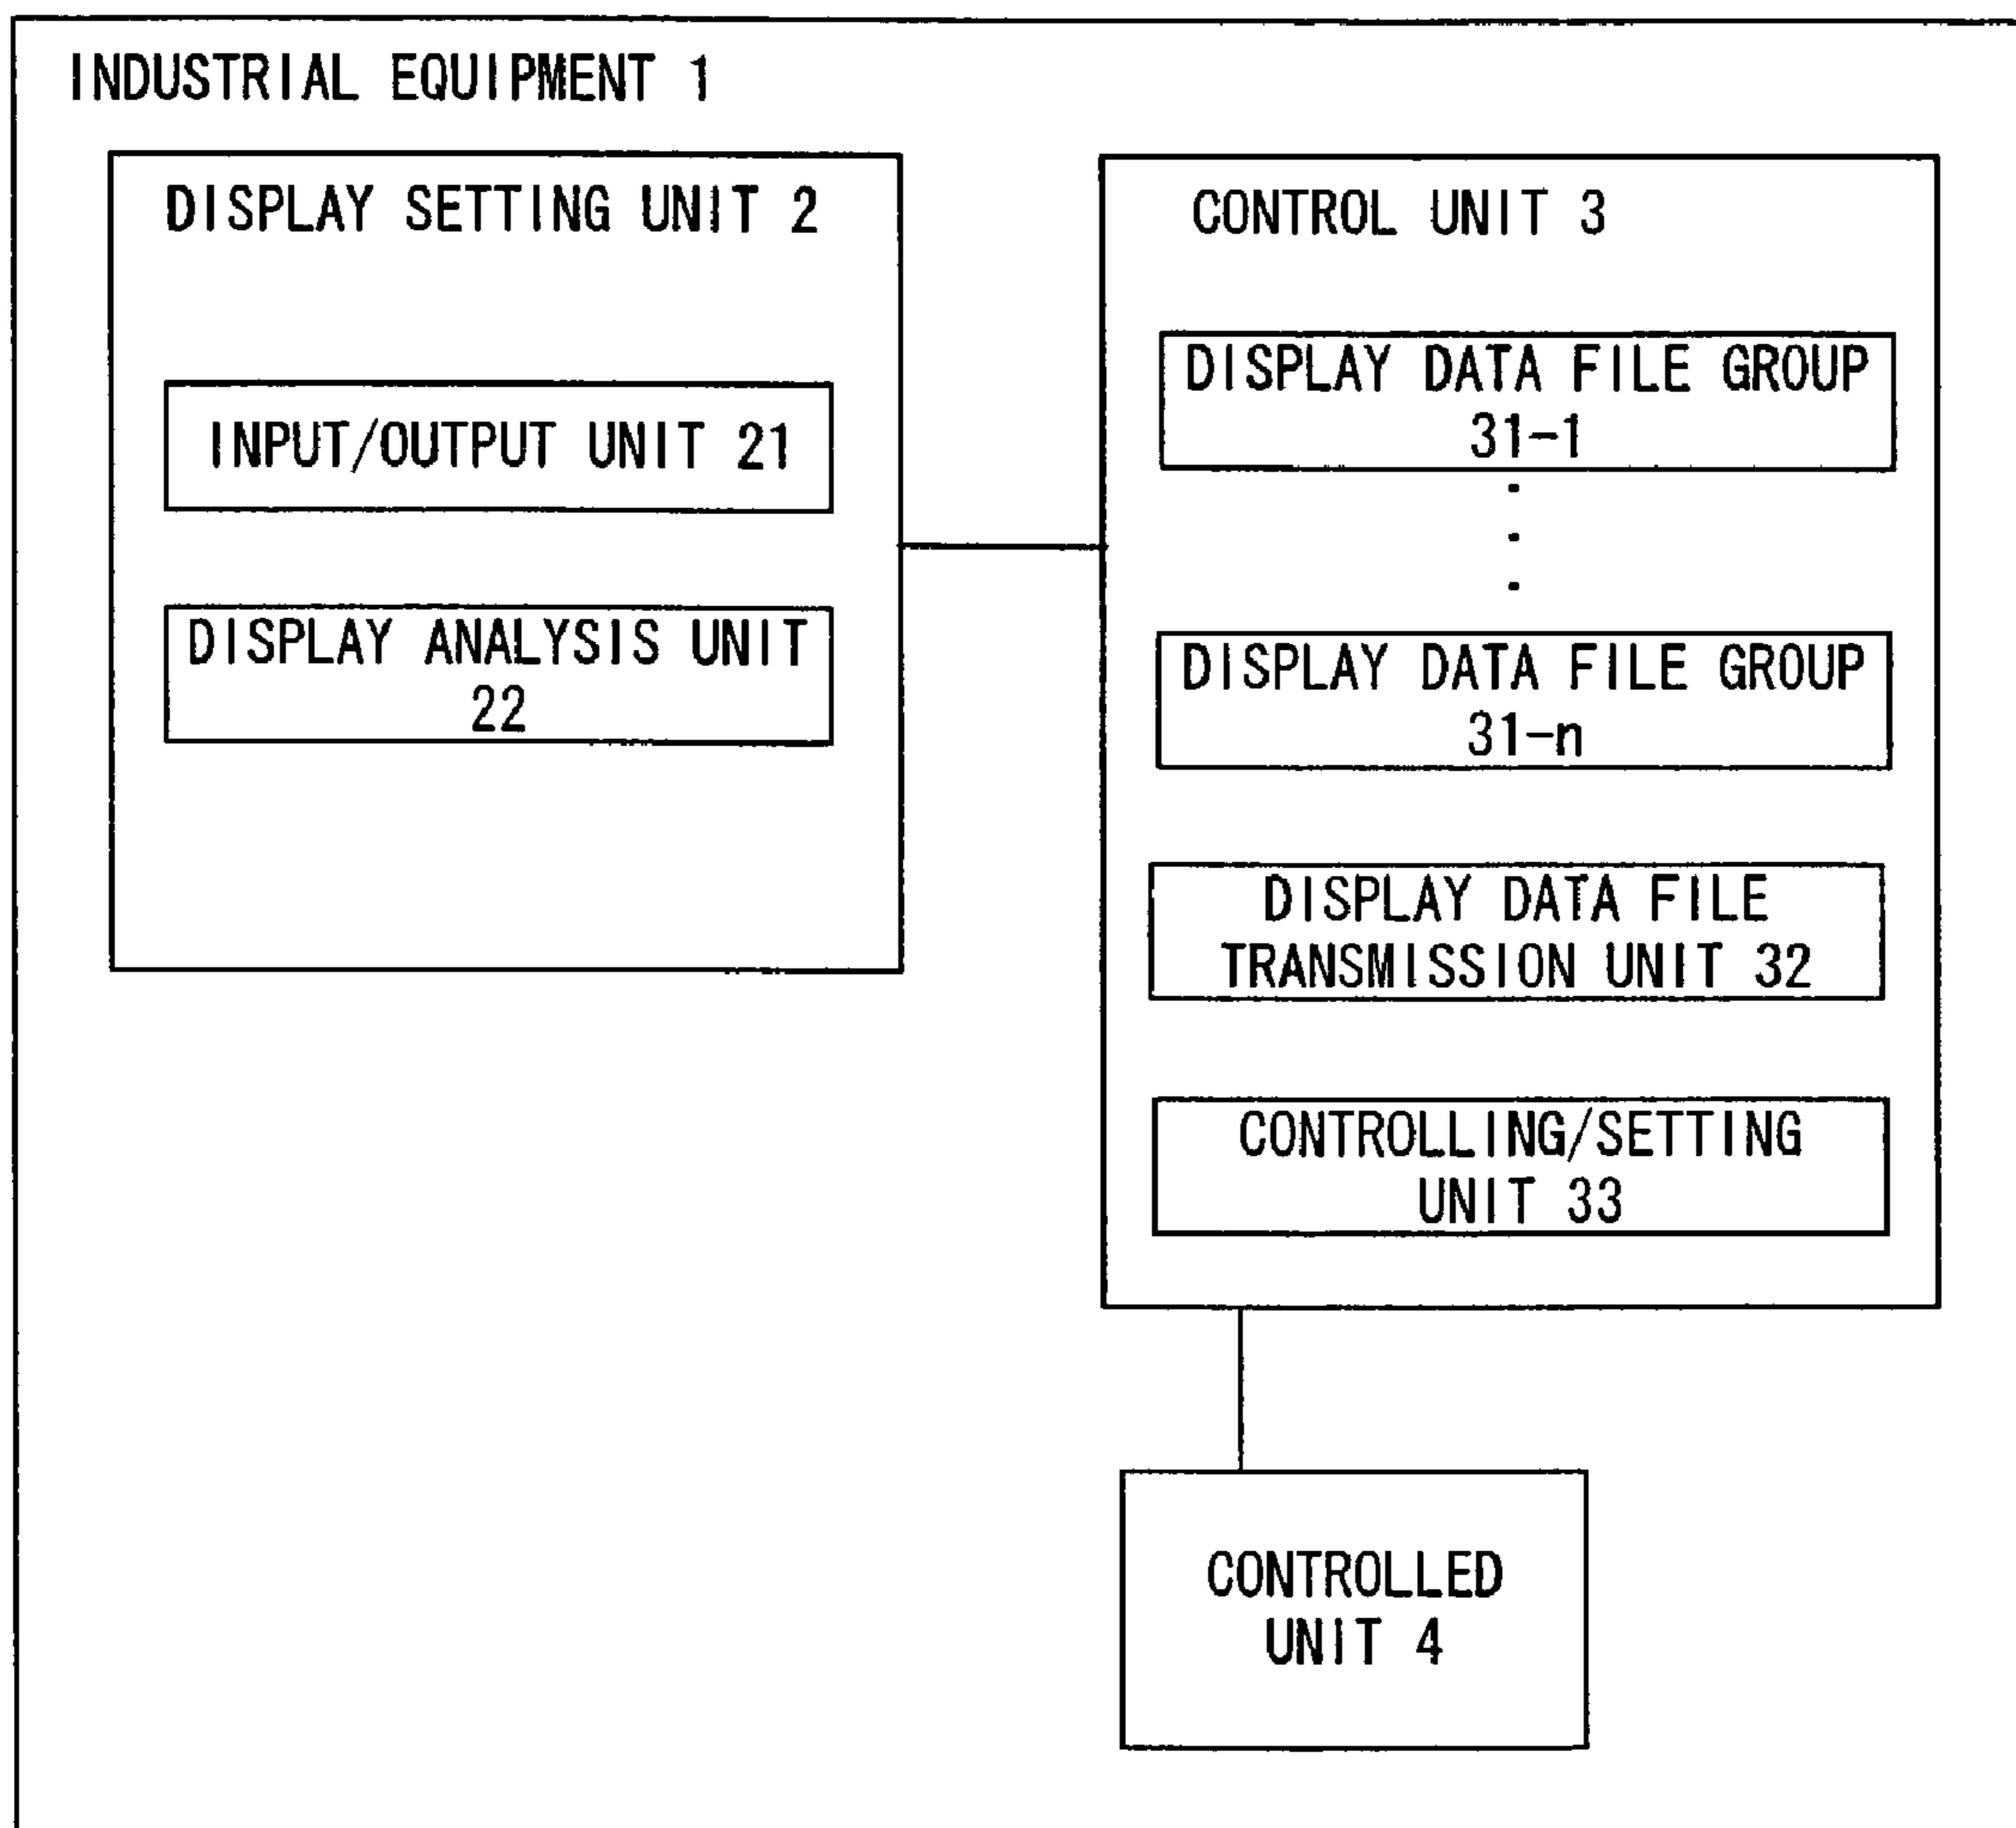 INDUSTRIAL EQUIPMENT 1
DISPLAY SETTING UNIT 2
INPUT/OUTPUT UNIT 21
DISPLAY ANALYSIS UNIT
22
CONTROL UNIT 3
DISPLAY DATA FILE GROUP
31-1
DISPLAY DATA FILE GROUP
31-n
DISPLAY DATA FILE
TRANSMISSION UNIT 32
CONTROLLING/SETTING
UNIT 33
CONTROLLED
UNIT 4